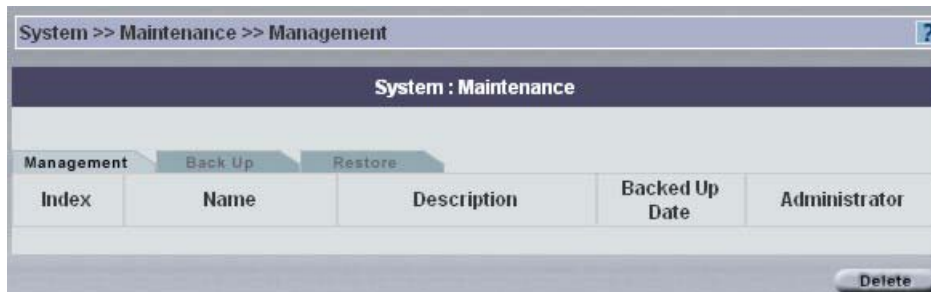 System >> Maintenance >> Management
?
System : Maintenance
Management Back Up Restore
Index Name Description Backed Up Date Administrator
Delete